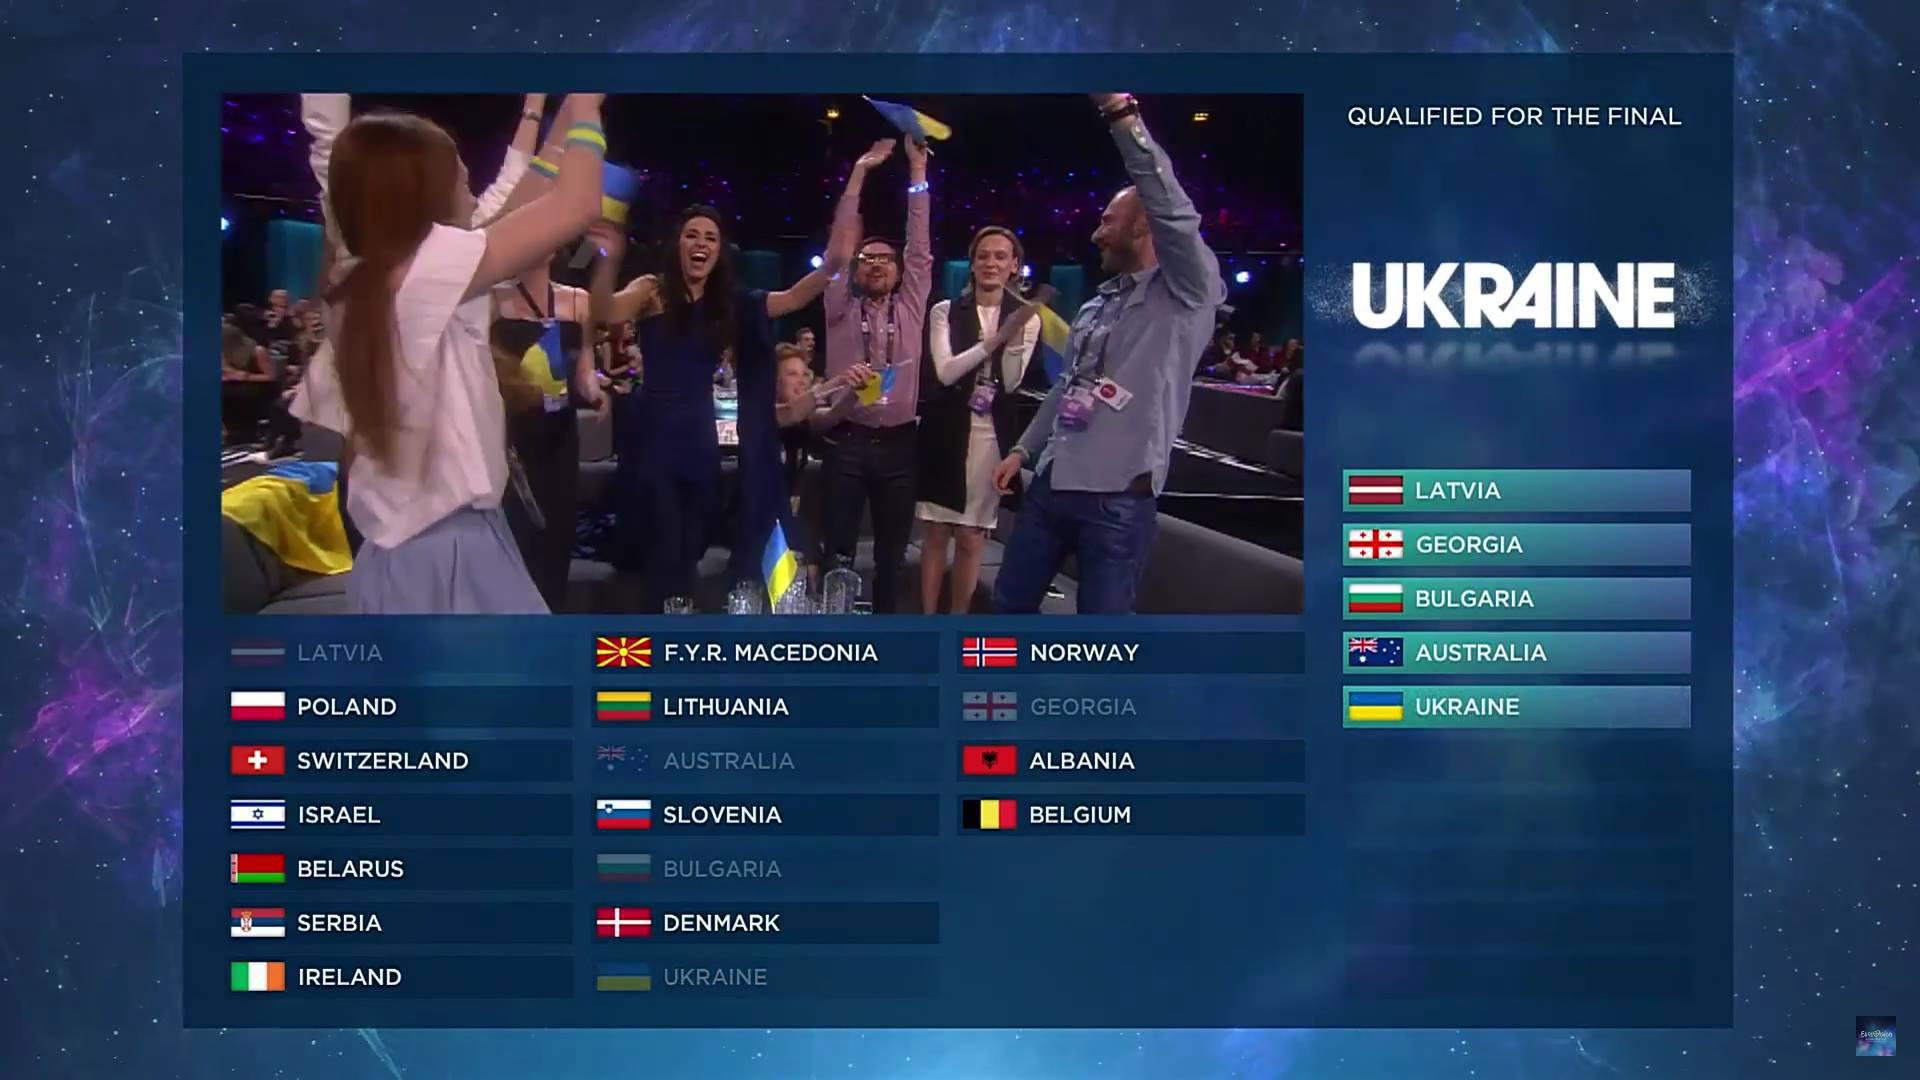 QUALIFIED FOR THE FINAL
UKRAINE
LATVIA
GEORGIA
BULGARIA
AUSTRALIA
UKRAINE
LATVIA
POLAND
SWITZERLAND
ISRAEL
BELARUS
SERBIA
IRELAND
F.Y.R. MACEDONIA
LITHUANIA
AUSTRALIA
SLOVENIA
BULGARIA
DENMARK
UKRAINE
NORWAY
GEORGIA
ALBANIA
BELGIUM
Eurovision